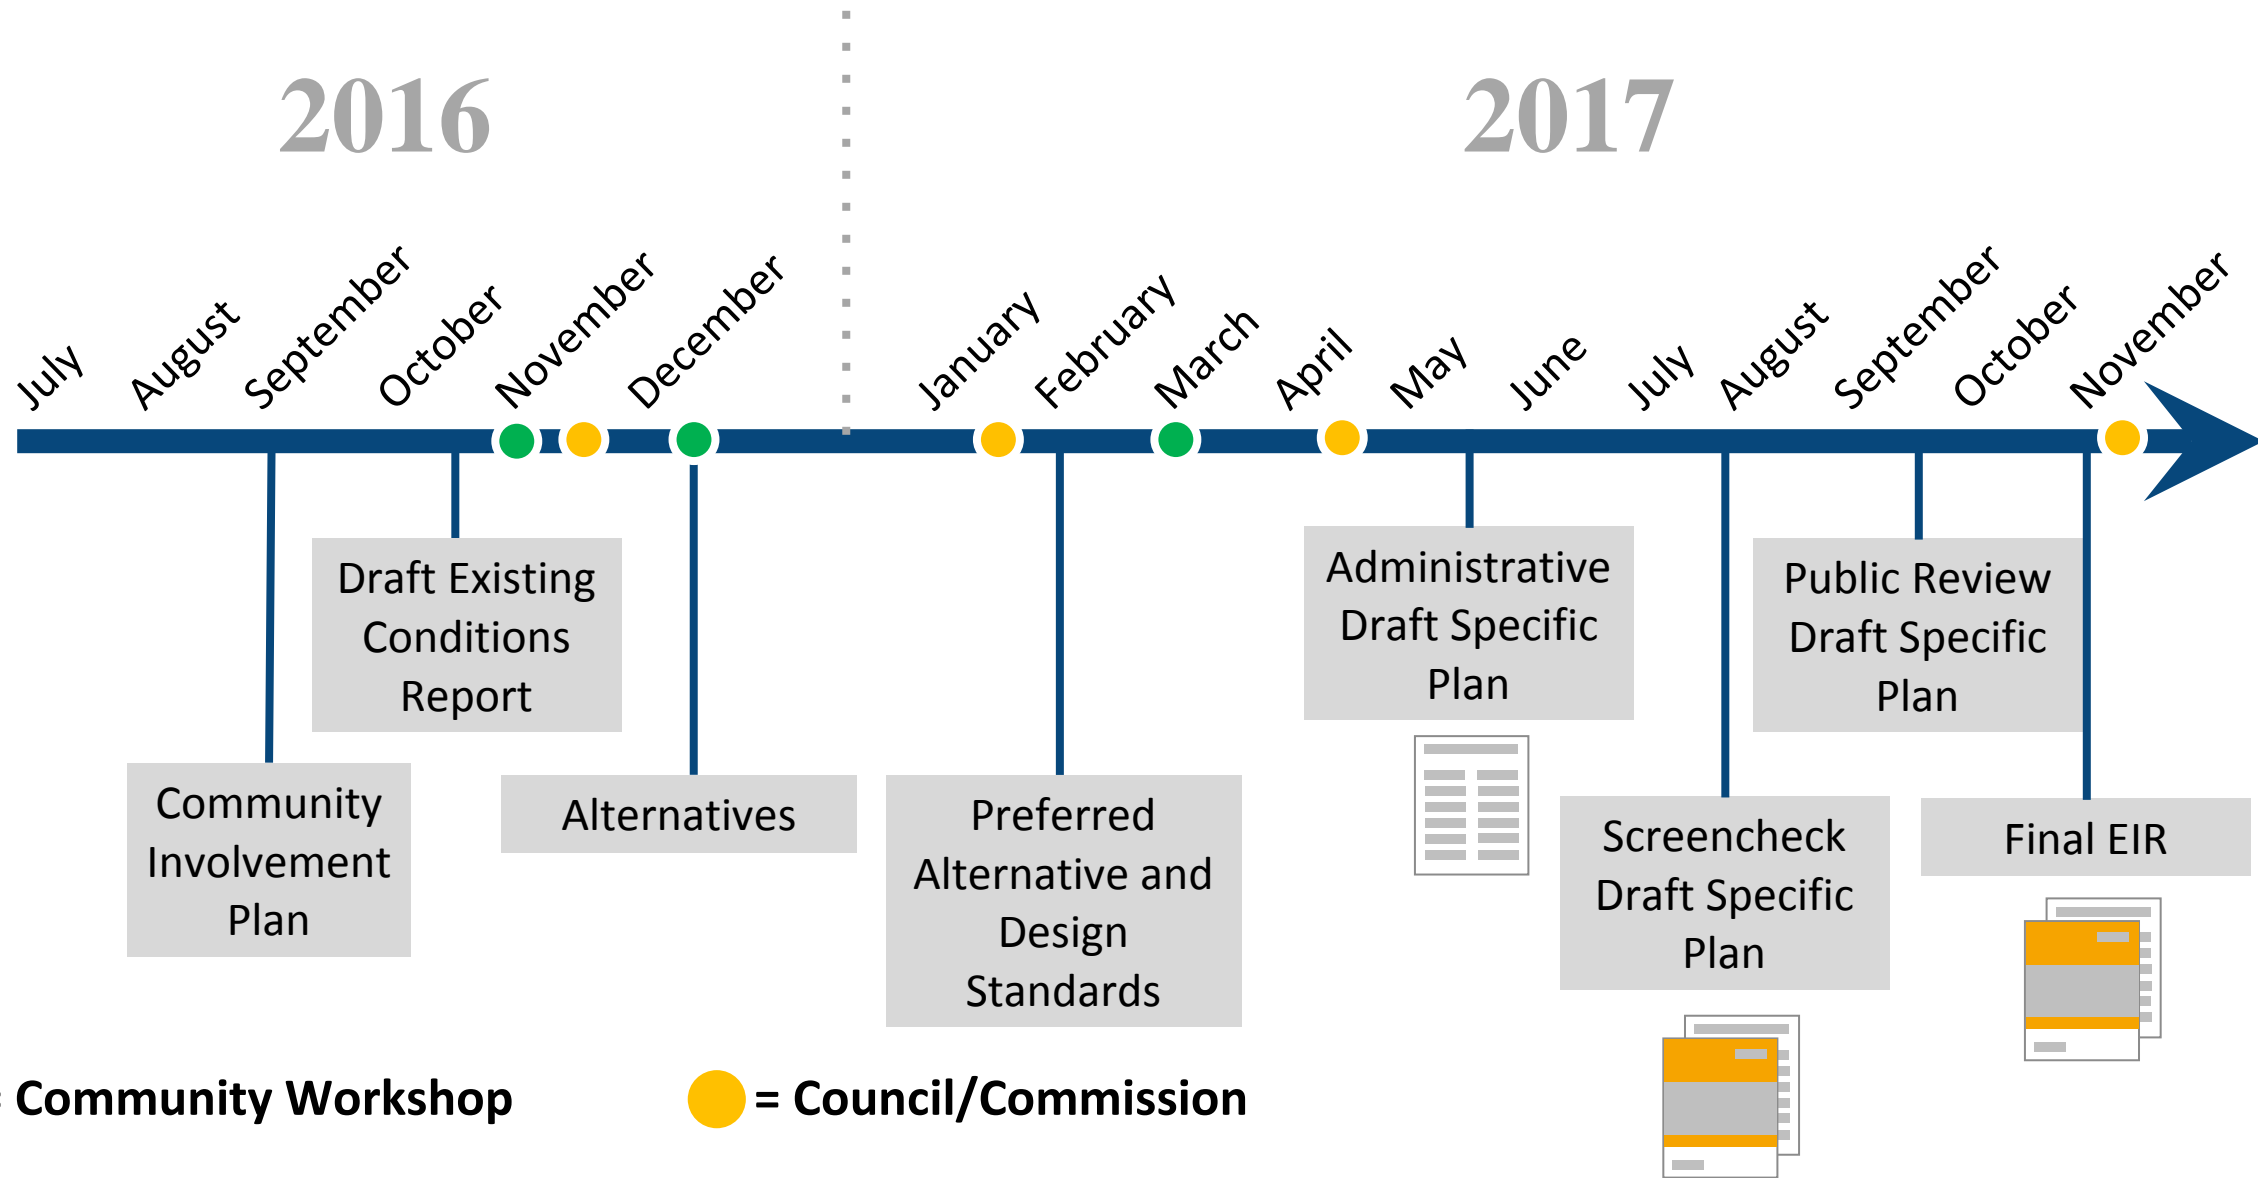 2016
2017
July
August
September
October
November
December
January
February
March
April
May
June
July
August
September
October
November
Draft Existing
Conditions
Report
Community
Involvement
Plan
Alternatives
Preferred
Alternative and
Design
Standards
Administrative
Draft Specific
Plan
Screencheck
Draft Specific
Plan
Public Review
Draft Specific
Plan
Final EIR
= Community Workshop
= Council/Commission